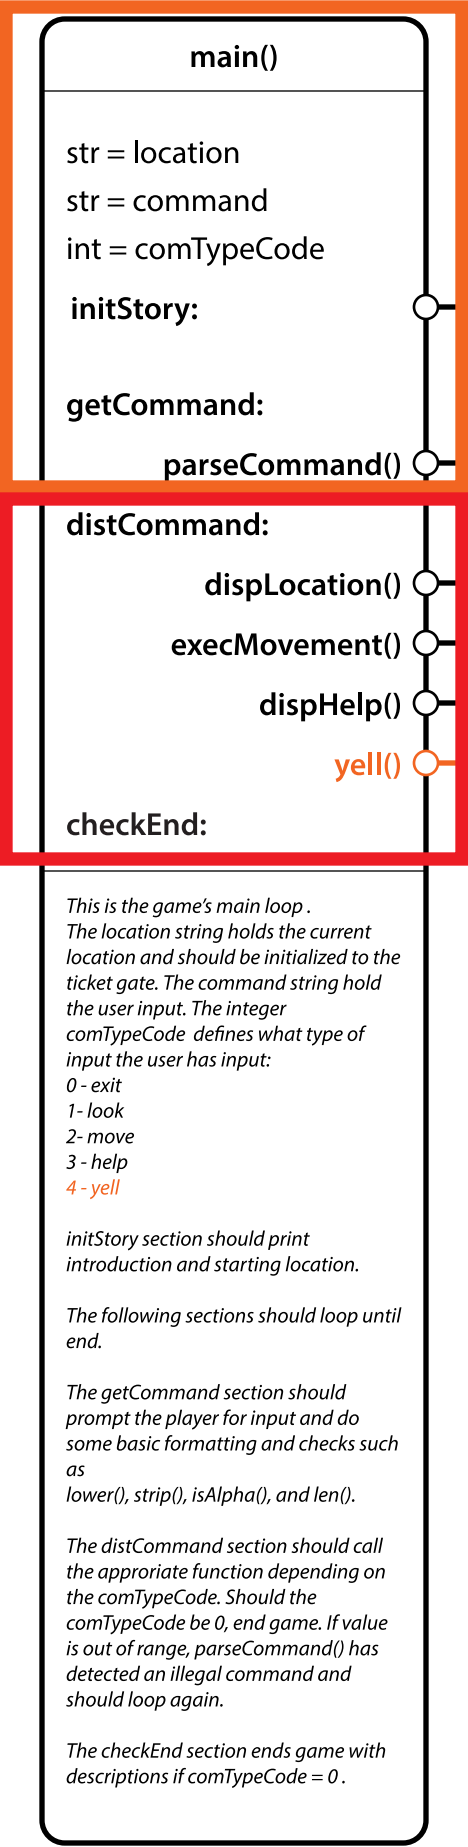 main()
str = location
str = command
int = comTypeCode
initStory:
getCommand:
parseCommand()
distCommand:
dispLocation()
execMovement()
dispHelp()
yell()
checkEnd:
This is the game's main loop .
The location string holds the current
location and should be initialized to the
ticket gate. The command string hold
the user input. The integer
comTypeCode  defines what type of
input the user has input:
0 - exit
1- look
2- move
3 - help
4 - yell
initStory section should print
introduction and starting location.
The following sections should loop until
end.
The getCommand section should
prompt the player for input and do
some basic formatting and checks such
as
lower(), strip(), isAlpha(), and len().
The distCommand section should call
the approriate function depending on
the comTypeCode. Should the
comTypeCode be 0, end game. If value
is out of range, parseCommand() has
detected an illegal command and
should loop again.
The checkEnd section ends game with
descriptions if comTypeCode = 0 .